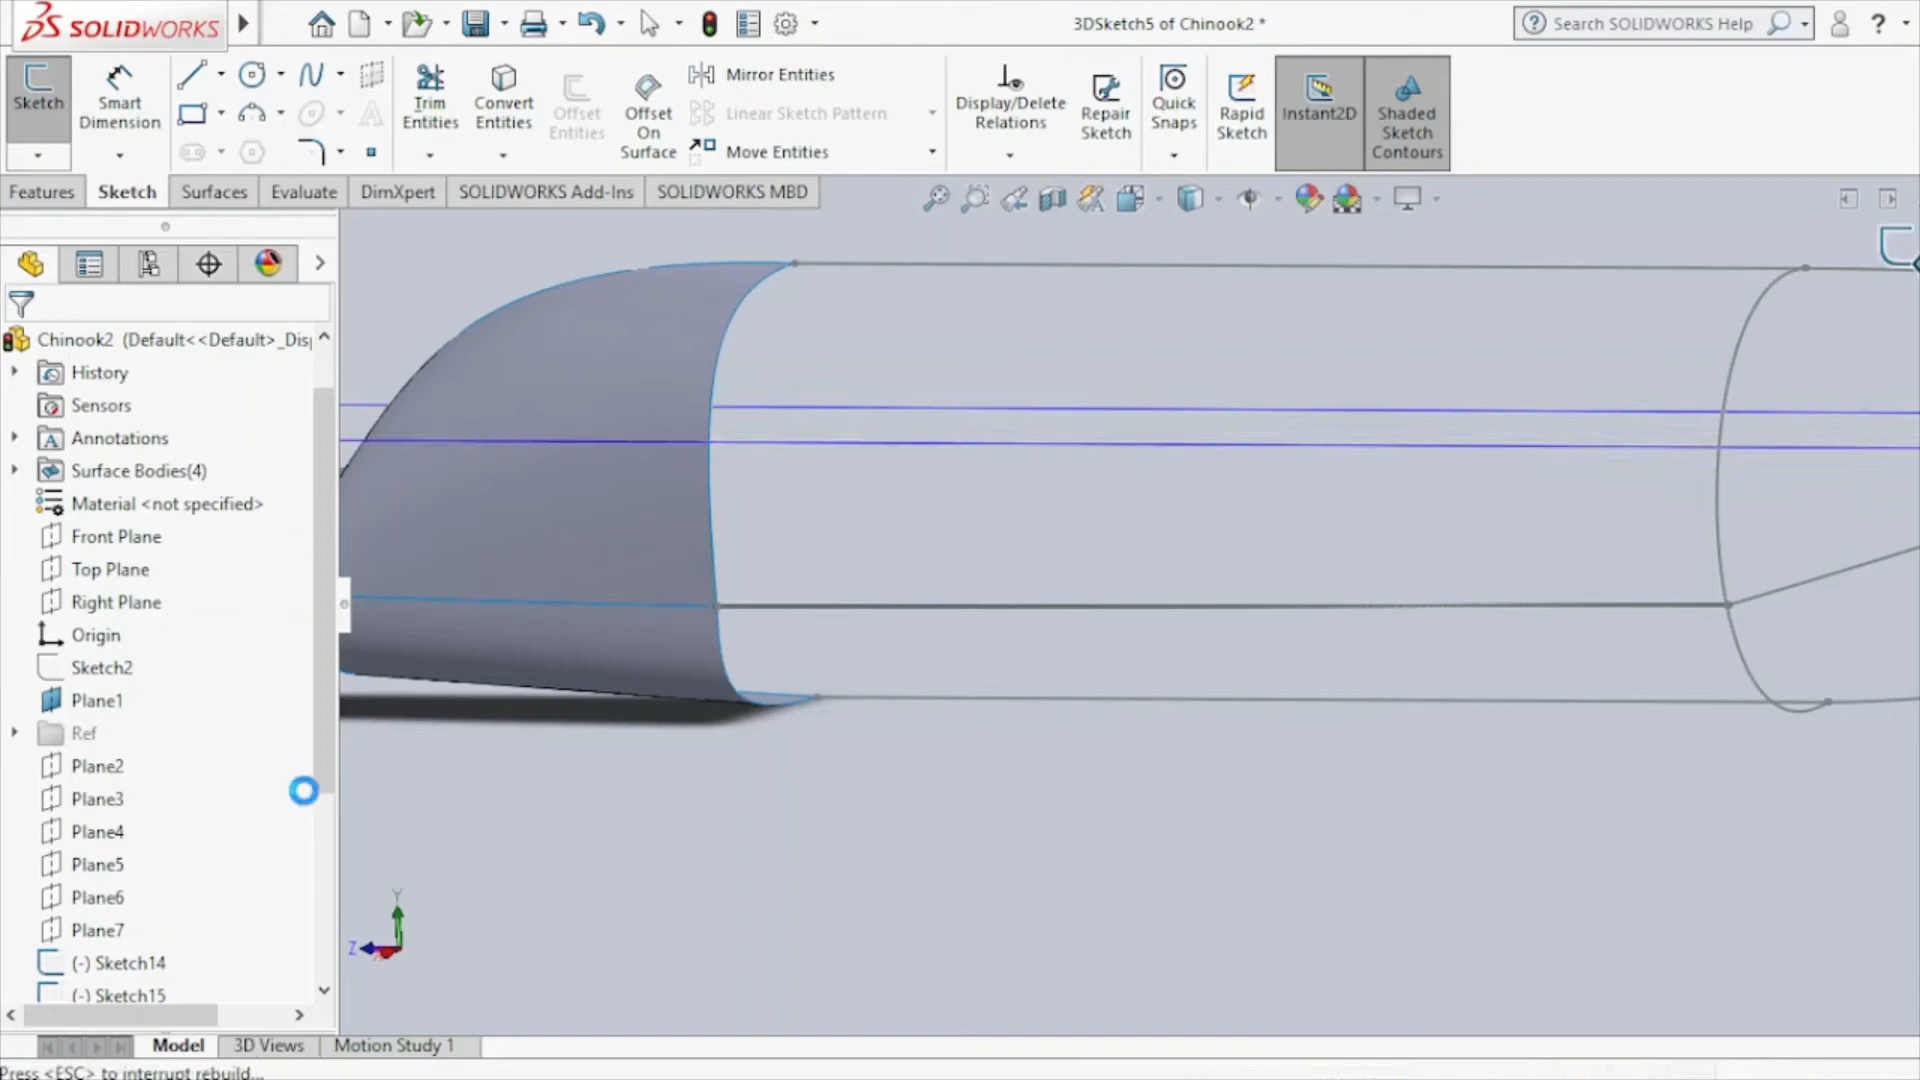 SOLIDWORKS
3DSketch5 of Chinook2 *
Search SOLIDWORKS Help
?
Sketch
Smart Dimension
Trim Entities
Convert Entities
Offset Entities
Offset On Surface
Mirror Entities
Linear Sketch Pattern
Move Entities
Display/Delete Relations
Repair Sketch
Quick Snaps
Rapid Sketch
Instant2D
Shaded Sketch Contours
Features
Sketch
Surfaces
Evaluate
DimXpert
SOLIDWORKS Add-Ins
SOLIDWORKS MBD
Chinook2 (Default<<Default>_Disp
History
Sensors
Annotations
Surface Bodies(4)
Material <not specified>
Front Plane
Top Plane
Right Plane
Origin
Sketch2
Plane1
Ref
Plane2
Plane3
Plane4
Plane5
Plane6
Plane7
(-) Sketch14
(-) Sketch15
Y
Z
Model
3D Views
Motion Study 1
Press <ESC> to interrupt rebuild...